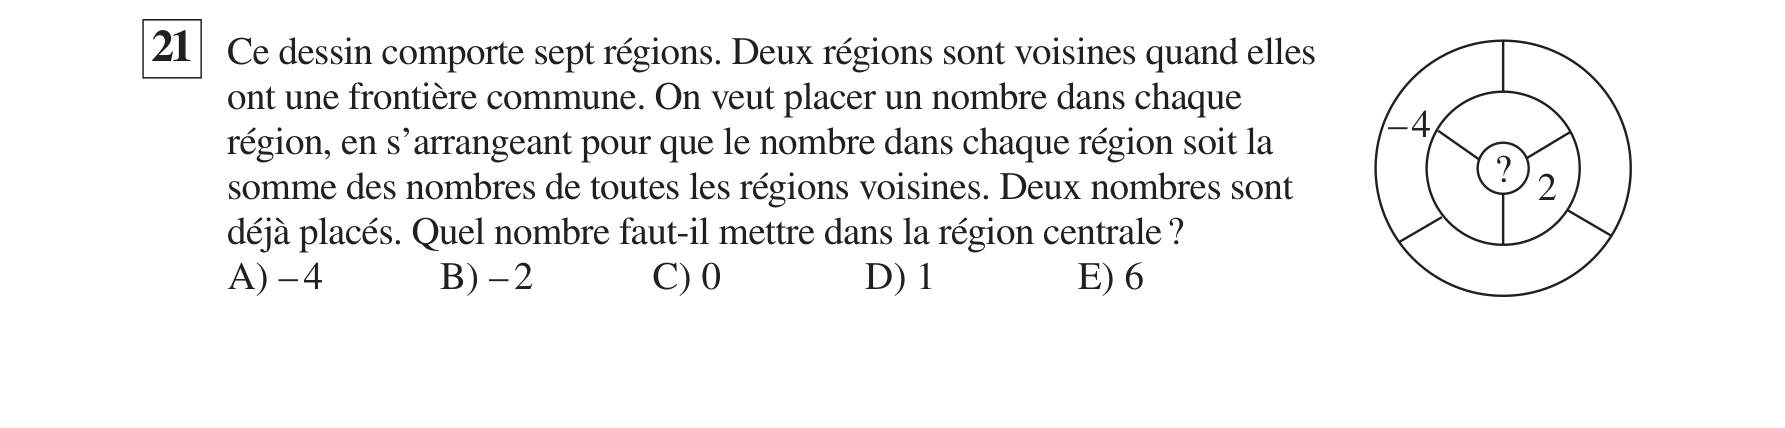 21 Ce dessin comporte sept régions. Deux régions sont voisines quand elles
ont une frontière commune. On veut placer un nombre dans chaque
région, en s’arrangeant pour que le nombre dans chaque région soit la
somme des nombres de toutes les régions voisines. Deux nombres sont
déjà placés. Quel nombre faut-il mettre dans la région centrale ?
A) –4 B) –2 C) 0 D) 1 E) 6
–4
?
2